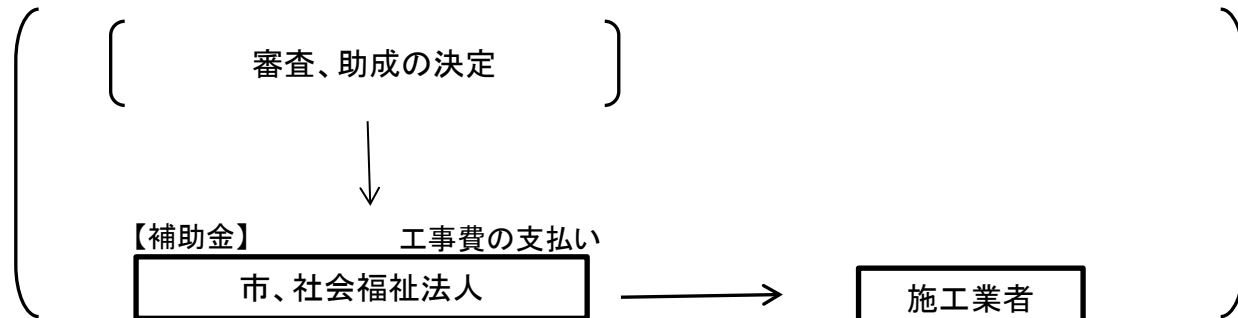 審査、助成の決定
【補助金】 工事費の支払い
市、社会福祉法人
施工業者